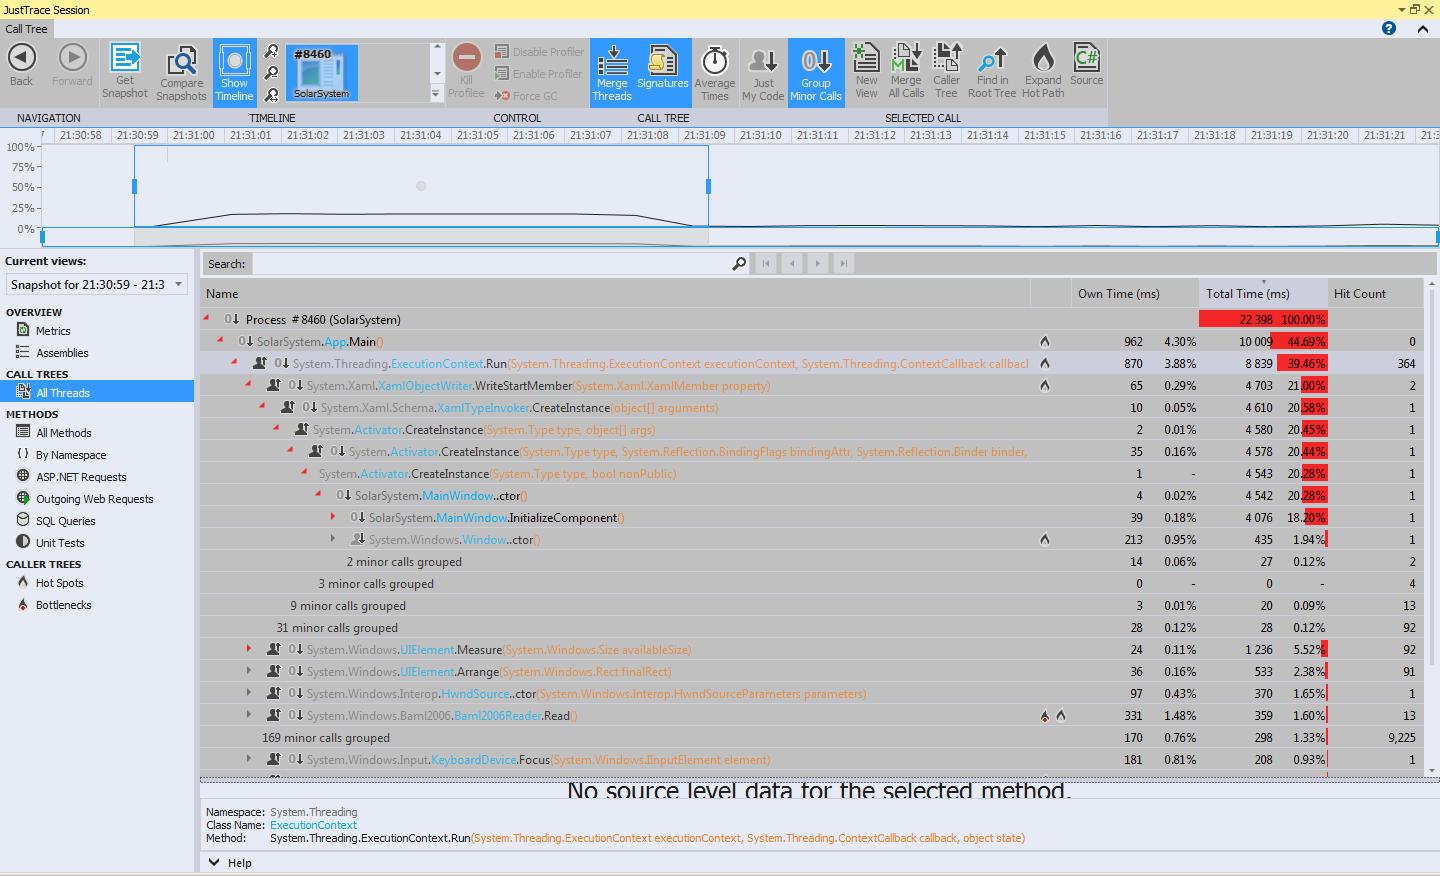 JustTrace Session
Call Tree
Back
Forward
Get Snapshot
Compare Snapshots
Show Timeline
#8460
SolarSystem
Kill Profilee
Disable Profiler
Enable Profiler
Force GC
Merge Threads
Signatures
Average Times
Just My Code
Group Minor Calls
New View
Merge All Calls
Caller Tree
Find in Root Tree
Expand Hot Path
Source
NAVIGATION TIMELINE CONTROL CALL TREE SELECTED CALL
21:30:58 21:30:59 21:31:00 21:31:01 21:31:02 21:31:03 21:31:04 21:31:05 21:31:06 21:31:07 21:31:08 21:31:09 21:31:10 21:31:11 21:31:12 21:31:13 21:31:14 21:31:15 21:31:16 21:31:17 21:31:18 21:31:19 21:31:20 21:31:21 21:3
100%
75%
50%
25%
0%
Current views:
Snapshot for 21:30:59 - 21:3
OVERVIEW
Metrics
Assemblies
CALL TREES
All Threads
METHODS
All Methods
By Namespace
ASP.NET Requests
Outgoing Web Requests
SQL Queries
Unit Tests
CALLER TREES
Hot Spots
Bottlenecks
Search:
Name Own Time (ms) Total Time (ms) Hit Count
Process # 8460 (SolarSystem) 22 398 100.00%
SolarSystem.App.Main() 962 4.30% 10 009 44.69% 0
System.Threading.ExecutionContext.Run(System.Threading.ExecutionContext executionContext, System.Threading.ContextCallback callbacl 870 3.88% 8 839 39.46% 364
System.Xaml.XamlObjectWriter.WriteStartMember(System.Xaml.XamlMember property) 65 0.29% 4 703 21.00% 2
System.Xaml.Schema.XamlTypeInvoker.CreateInstance(object[] arguments) 10 0.05% 4 610 20.58% 1
System.Activator.CreateInstance(System.Type type, object[] args) 2 0.01% 4 580 20.45% 1
System.Activator.CreateInstance(System.Type type, System.Reflection.BindingFlags bindingAttr, System.Reflection.Binder binder, 35 0.16% 4 578 20.44% 1
System.Activator.CreateInstance(System.Type type, bool nonPublic) 1 - 4 543 20.28% 1
SolarSystem.MainWindow..ctor() 4 0.02% 4 542 20.28% 1
SolarSystem.MainWindow.InitializeComponent() 39 0.18% 4 076 18.20% 1
System.Windows.Window..ctor() 213 0.95% 435 1.94% 1
2 minor calls grouped 14 0.06% 27 0.12% 2
3 minor calls grouped 0 - 0 - 4
9 minor calls grouped 3 0.01% 20 0.09% 13
31 minor calls grouped 28 0.12% 28 0.12% 92
System.Windows.UIElement.Measure(System.Windows.Size availableSize) 24 0.11% 1 236 5.52% 92
System.Windows.UIElement.Arrange(System.Windows.Rect finalRect) 36 0.16% 533 2.38% 91
System.Windows.Interop.HwndSource..ctor(System.Windows.Interop.HwndSourceParameters parameters) 97 0.43% 370 1.65% 1
System.Windows.Baml2006.Baml2006Reader.Read() 331 1.48% 359 1.60% 13
169 minor calls grouped 170 0.76% 298 1.33% 9,225
System.Windows.Input.KeyboardDevice.Focus(System.Windows.IInputElement element) 181 0.81% 208 0.93% 1
No source level data for the selected method.
Namespace: System.Threading
Class Name: ExecutionContext
Method: System.Threading.ExecutionContext.Run(System.Threading.ExecutionContext executionContext, System.Threading.ContextCallback callback, object state)
Help